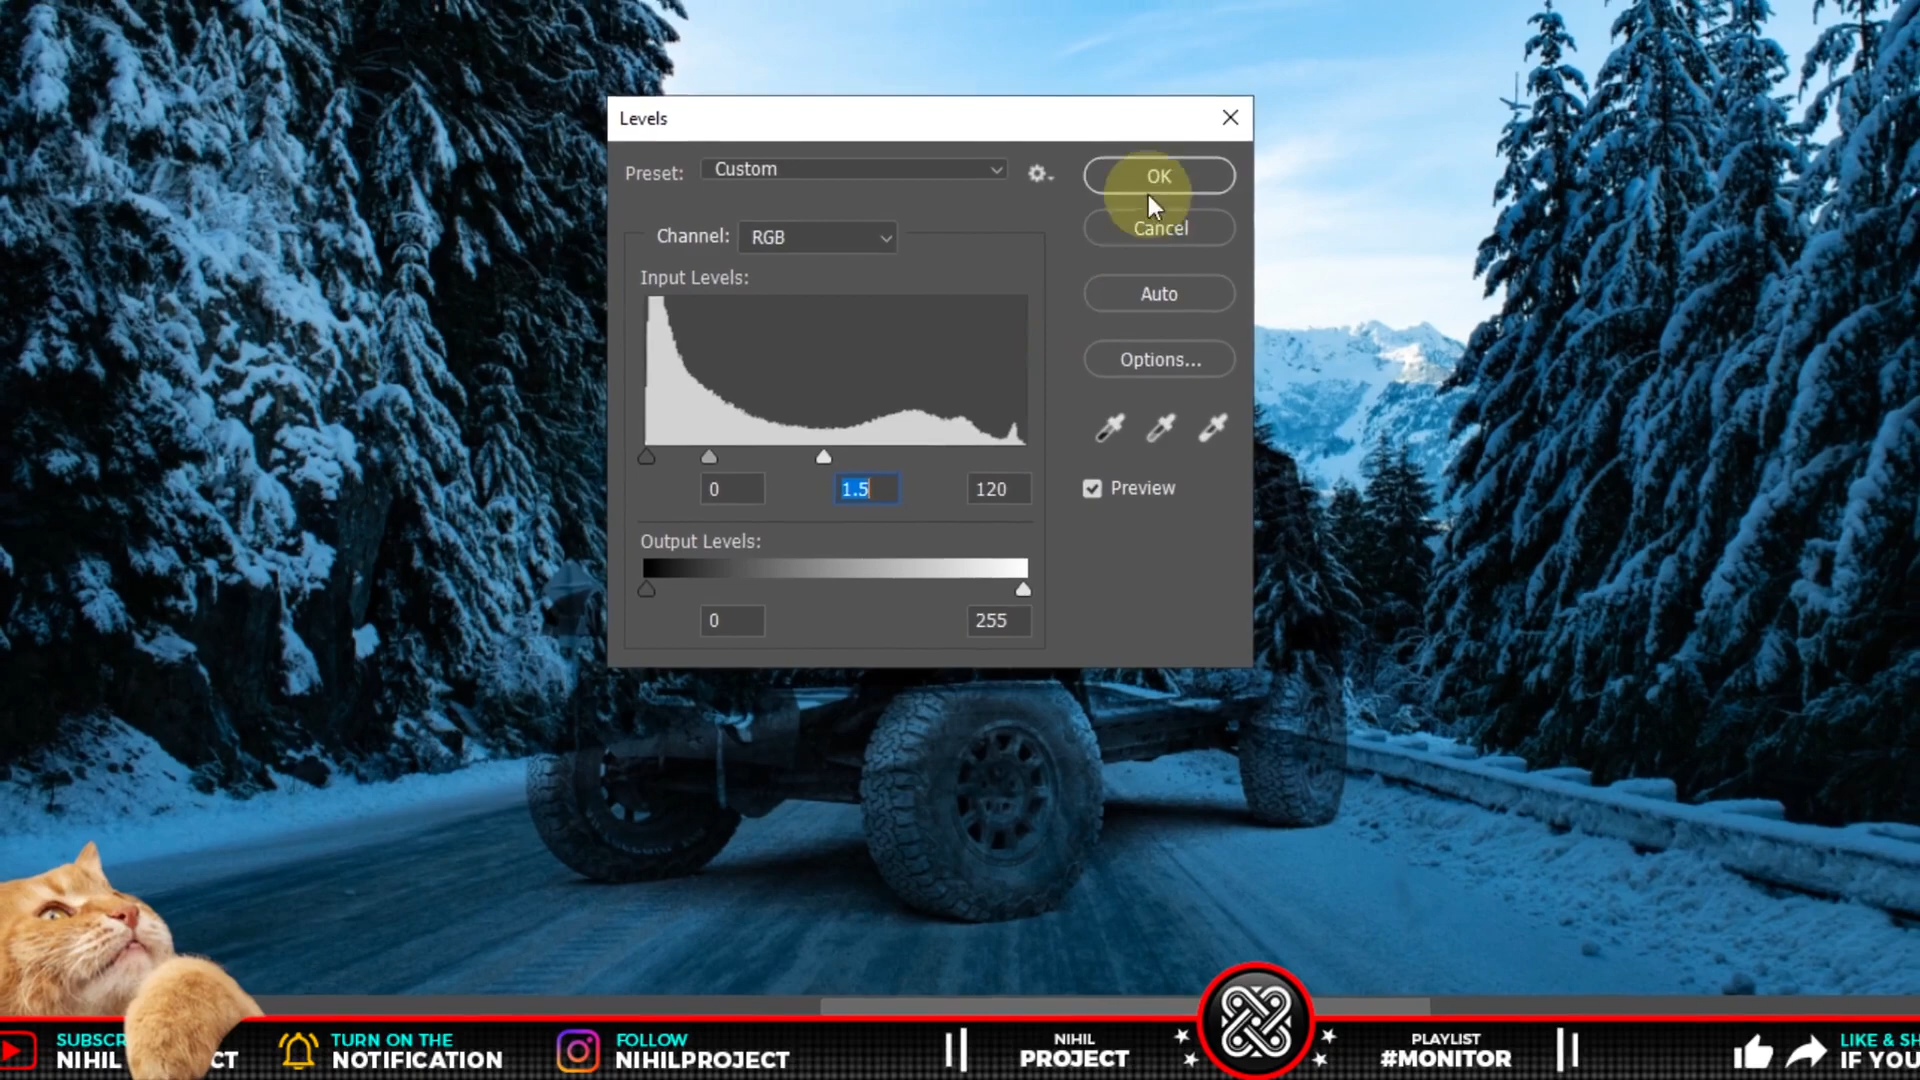 Levels
Preset: Custom
OK
Cancel
Channel: RGB
Input Levels:
Auto
Options...
0 1.5 120
Preview
Output Levels:
0 255
SUBSCR
NIHIL CT
TURN ON THE
NOTIFICATION
FOLLOW
NIHILPROJECT
NIHIL
PROJECT
PLAYLIST
#MONITOR
LIKE & SH
IF YOU